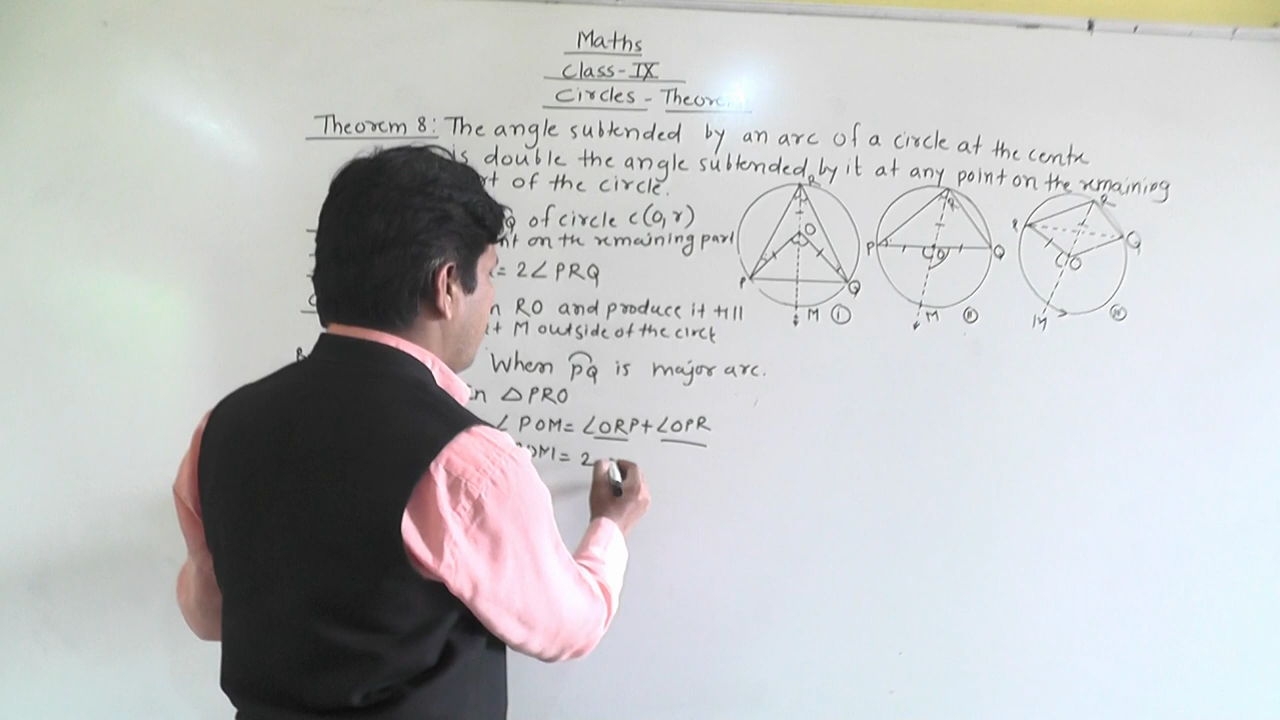 Maths
Class-IX
Circles - Theorem
Theorem 8: The angle subtended by an arc of a circle at the centre
is double the angle subtended by it at any point on the remaining
of the circle.
Q of circle C(O,r)
on the remaining part
= 2∠PRQ
RO and produce it till
M outside of the circle
When PQ is major arc.
△PRO
∠POM = ∠ORP + ∠OPR
= 2
R
O
P
Q
M
I
R
P
O
Q
M
II
R
Q
O
M